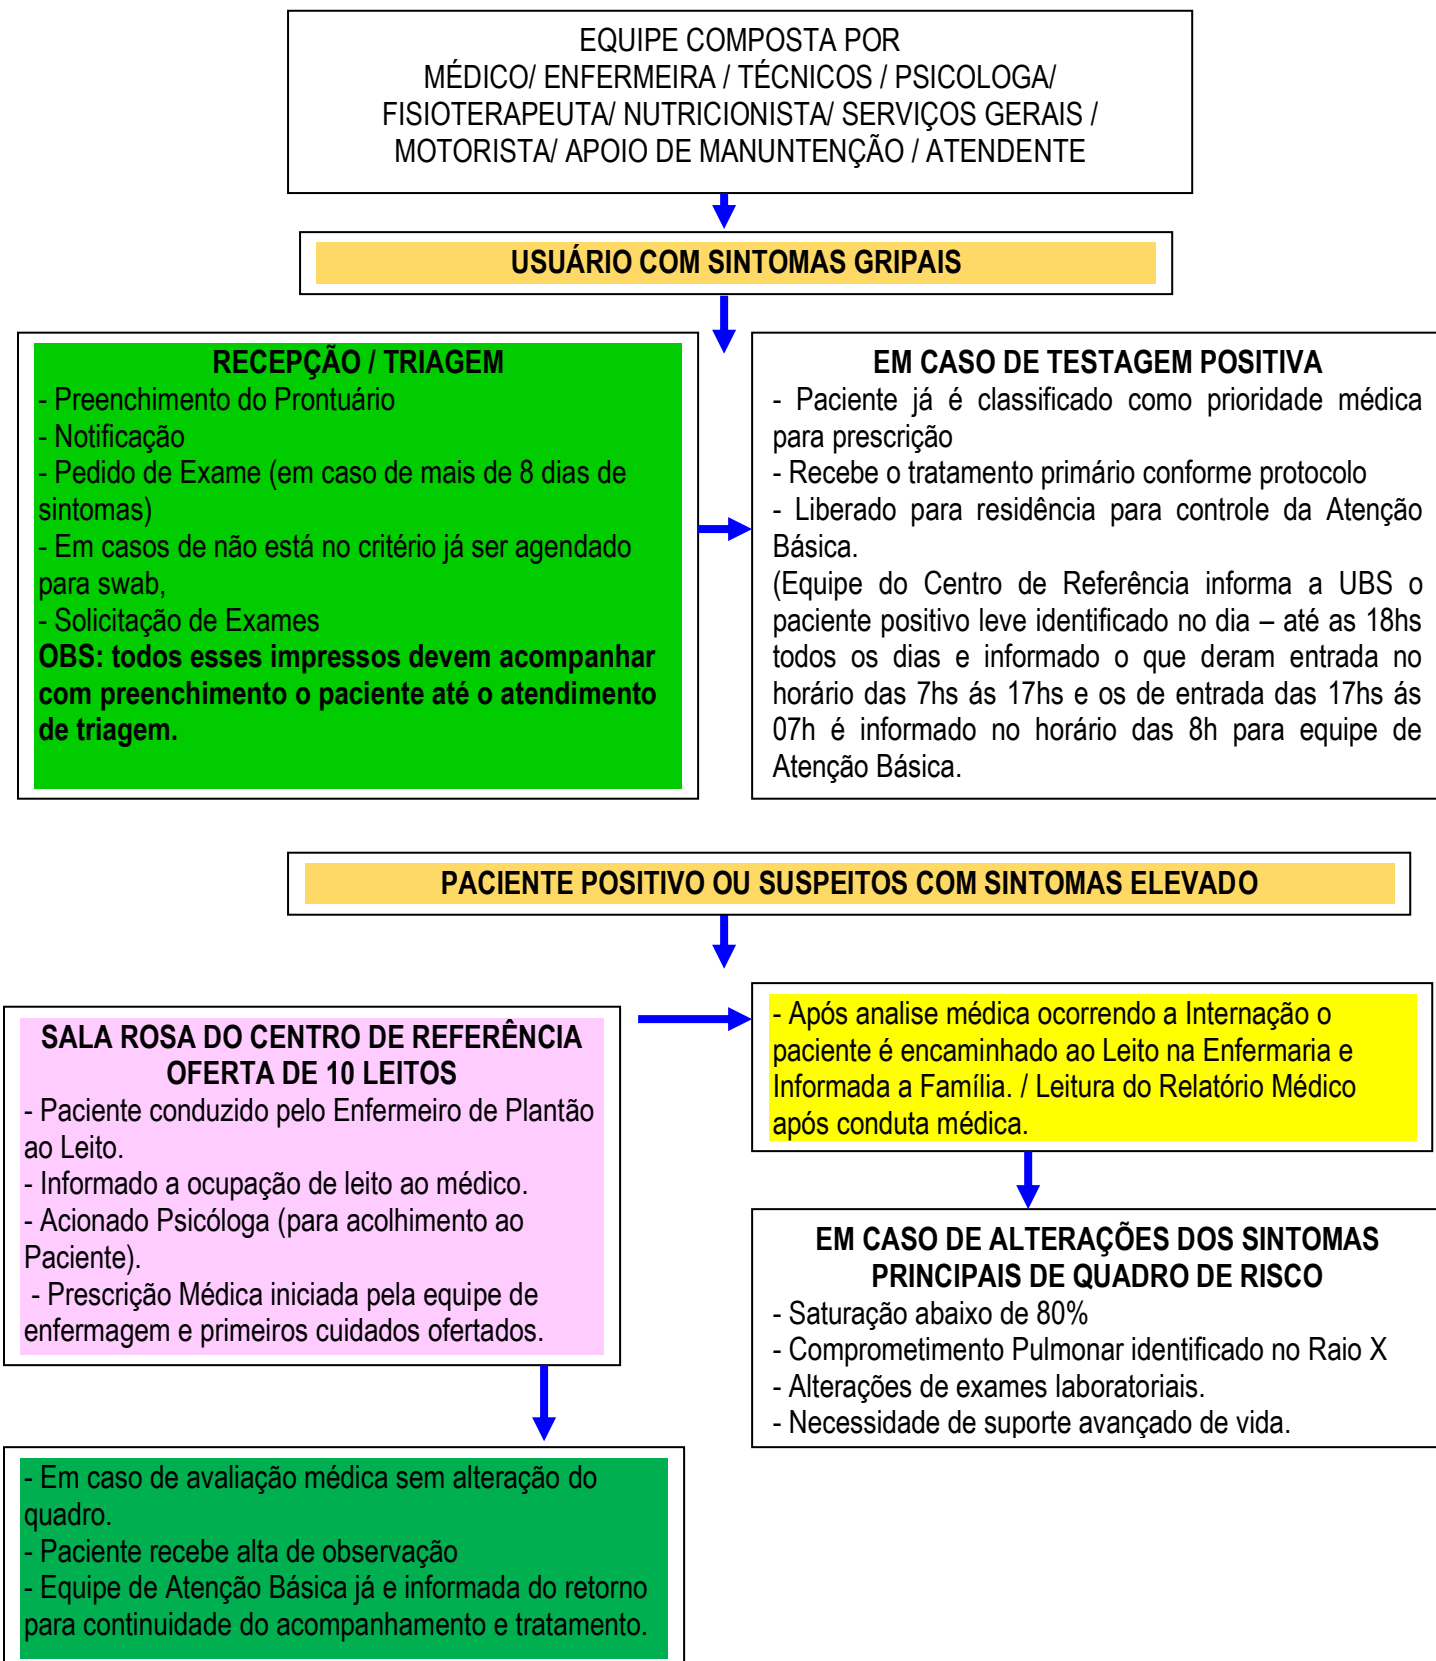 EQUIPE COMPOSTA POR
MÉDICO/ ENFERMEIRA / TÉCNICOS / PSICOLOGA/
FISIOTERAPEUTA/ NUTRICIONISTA/ SERVIÇOS GERAIS /
MOTORISTA/ APOIO DE MANUNTENÇÃO / ATENDENTE
USUÁRIO COM SINTOMAS GRIPAIS
RECEPÇÃO / TRIAGEM
- Preenchimento do Prontuário
- Notificação
- Pedido de Exame (em caso de mais de 8 dias de
sintomas)
- Em casos de não está no critério já ser agendado
para swab,
- Solicitação de Exames
OBS: todos esses impressos devem acompanhar
com preenchimento o paciente até o atendimento
de triagem.
EM CASO DE TESTAGEM POSITIVA
- Paciente já é classificado como prioridade médica
para prescrição
- Recebe o tratamento primário conforme protocolo
- Liberado para residência para controle da Atenção
Básica.
(Equipe do Centro de Referência informa a UBS o
paciente positivo leve identificado no dia – até as 18hs
todos os dias e informado o que deram entrada no
horário das 7hs ás 17hs e os de entrada das 17hs ás
07h é informado no horário das 8h para equipe de
Atenção Básica.
PACIENTE POSITIVO OU SUSPEITOS COM SINTOMAS ELEVADO
SALA ROSA DO CENTRO DE REFERÊNCIA
OFERTA DE 10 LEITOS
- Paciente conduzido pelo Enfermeiro de Plantão
ao Leito.
- Informado a ocupação de leito ao médico.
- Acionado Psicóloga (para acolhimento ao
Paciente).
- Prescrição Médica iniciada pela equipe de
enfermagem e primeiros cuidados ofertados.
- Após analise médica ocorrendo a Internação o
paciente é encaminhado ao Leito na Enfermaria e
Informada a Família. / Leitura do Relatório Médico
após conduta médica.
EM CASO DE ALTERAÇÕES DOS SINTOMAS
PRINCIPAIS DE QUADRO DE RISCO
- Saturação abaixo de 80%
- Comprometimento Pulmonar identificado no Raio X
- Alterações de exames laboratoriais.
- Necessidade de suporte avançado de vida.
- Em caso de avaliação médica sem alteração do
quadro.
- Paciente recebe alta de observação
- Equipe de Atenção Básica já e informada do retorno
para continuidade do acompanhamento e tratamento.